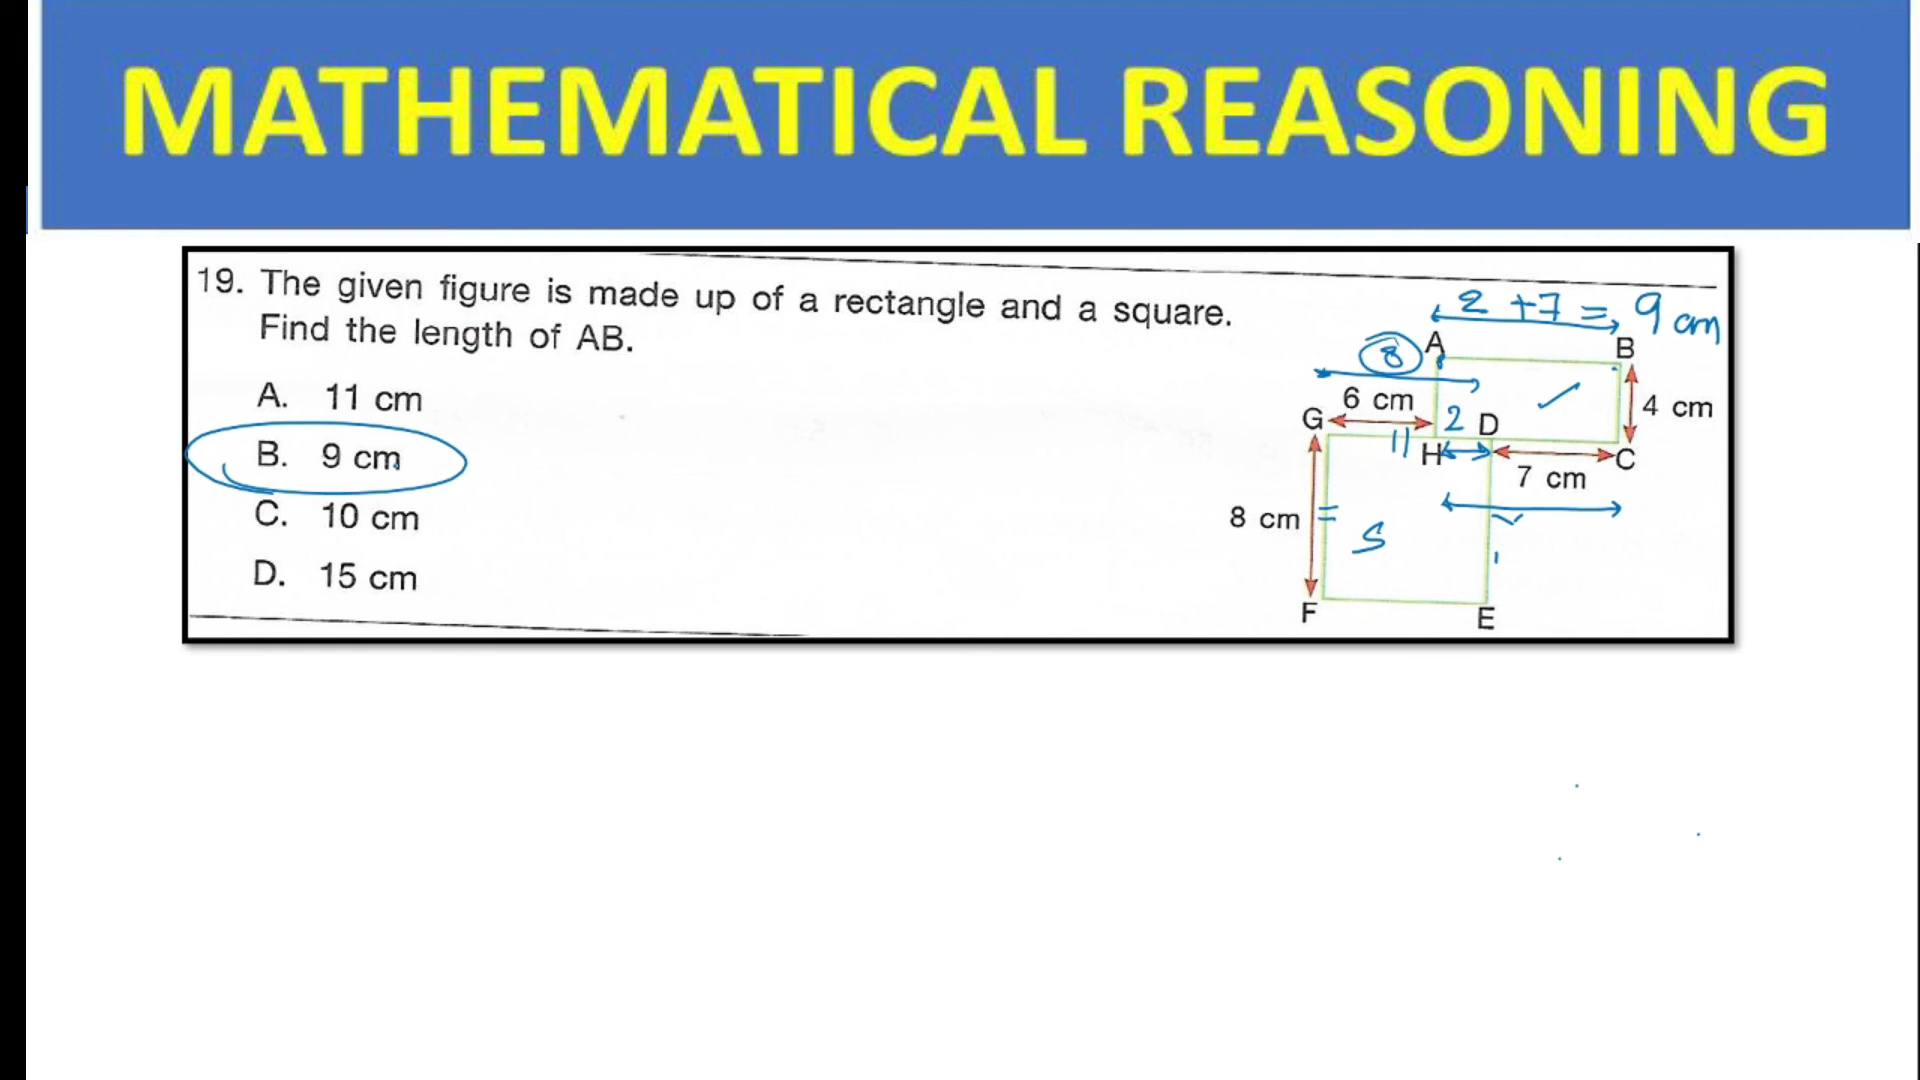 MATHEMATICAL REASONING
19. The given figure is made up of a rectangle and a square.
Find the length of AB.
A. 11 cm
B. 9 cm
C. 10 cm
D. 15 cm
2 + 7 = 9 cm
A
B
8
6 cm
4 cm
G
2
D
H
C
7 cm
8 cm
S
F
E